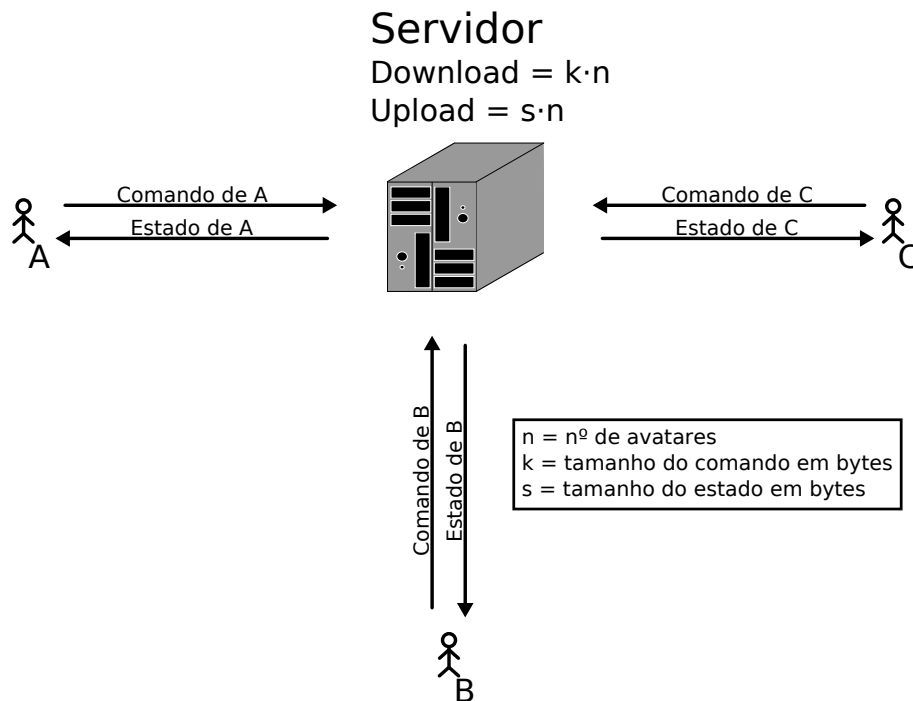 Servidor
Download = k·n
Upload = s·n
Comando de A
Estado de A
A
Comando de C
Estado de C
C
Comando de B
Estado de B
B
n = nº de avatares
k = tamanho do comando em bytes
s = tamanho do estado em bytes